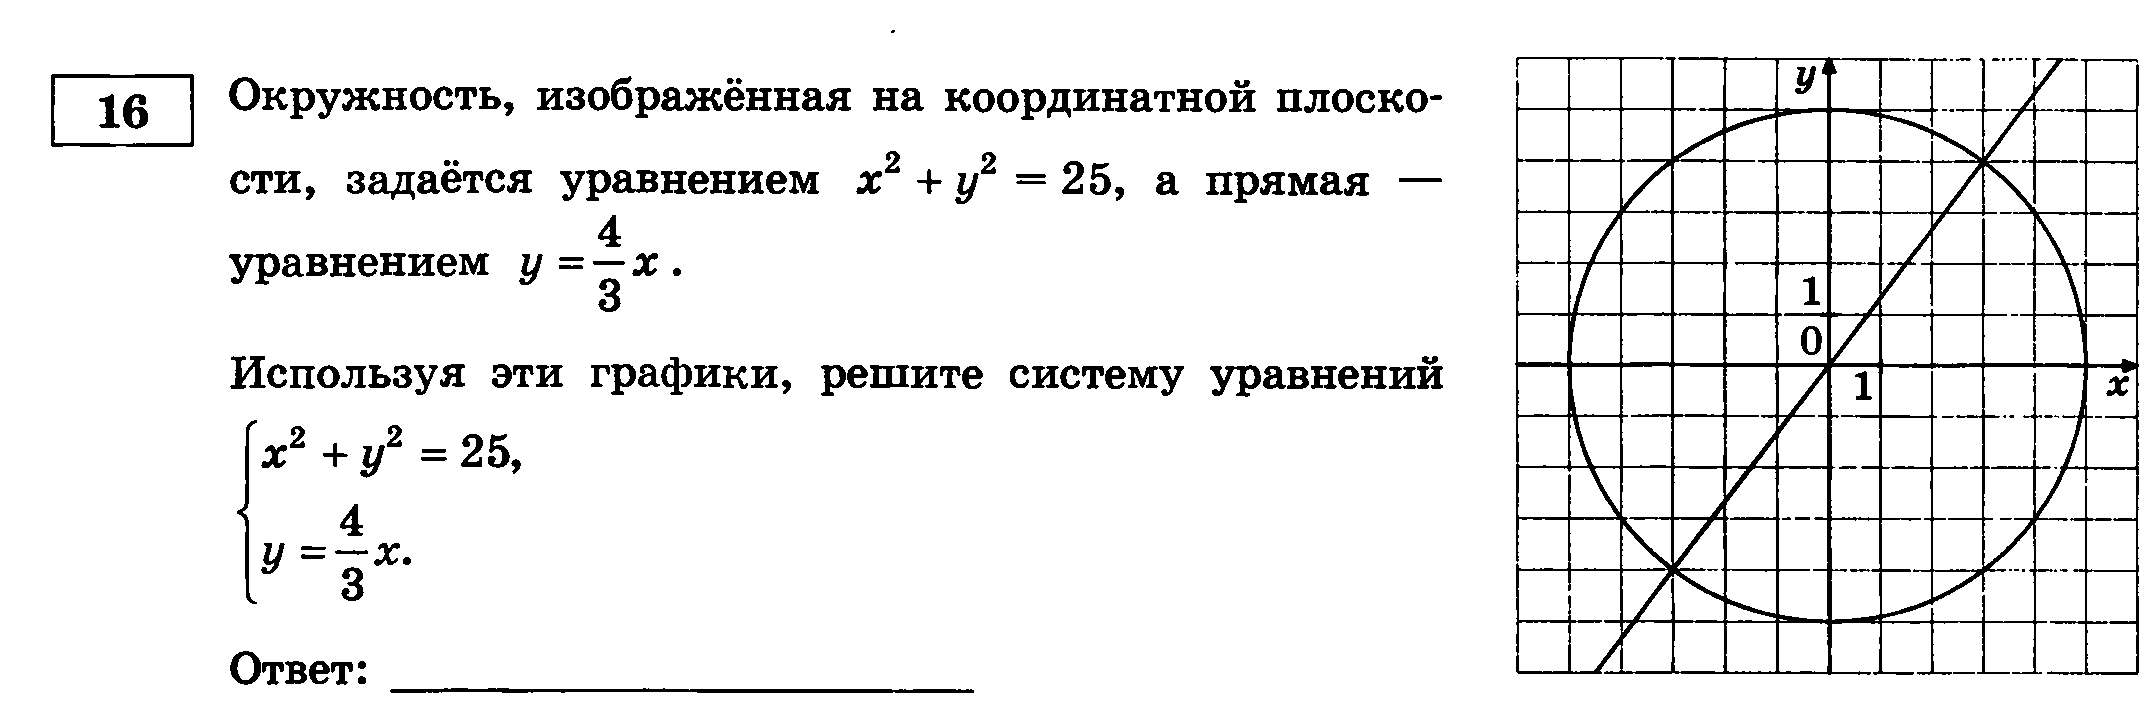 16
Окружность, изображённая на координатной плоско-
сти, задаётся уравнением x² + y² = 25, а прямая —
уравнением y = 4/3 x.
Используя эти графики, решите систему уравнений
{ x² + y² = 25,
y = 4/3 x.
Ответ:
y
1
0
1
x